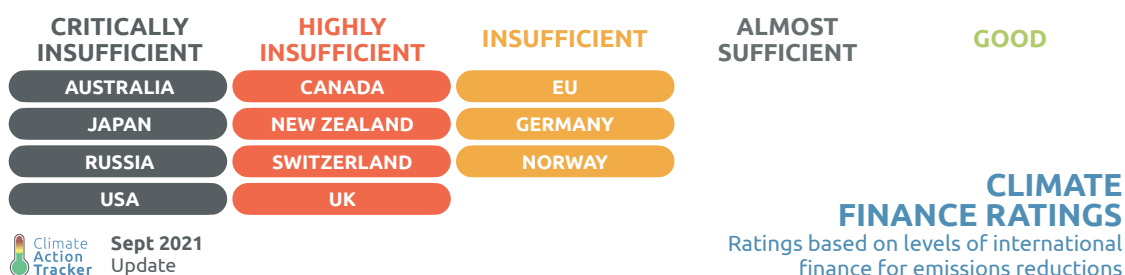 CRITICALLY
INSUFFICIENT
AUSTRALIA
JAPAN
RUSSIA
USA
HIGHLY
INSUFFICIENT
CANADA
NEW ZEALAND
SWITZERLAND
UK
INSUFFICIENT
EU
GERMANY
NORWAY
ALMOST
SUFFICIENT
GOOD
CLIMATE
FINANCE RATINGS
Ratings based on levels of international
finance for emissions reductions
Climate
Action
Tracker
Sept 2021
Update